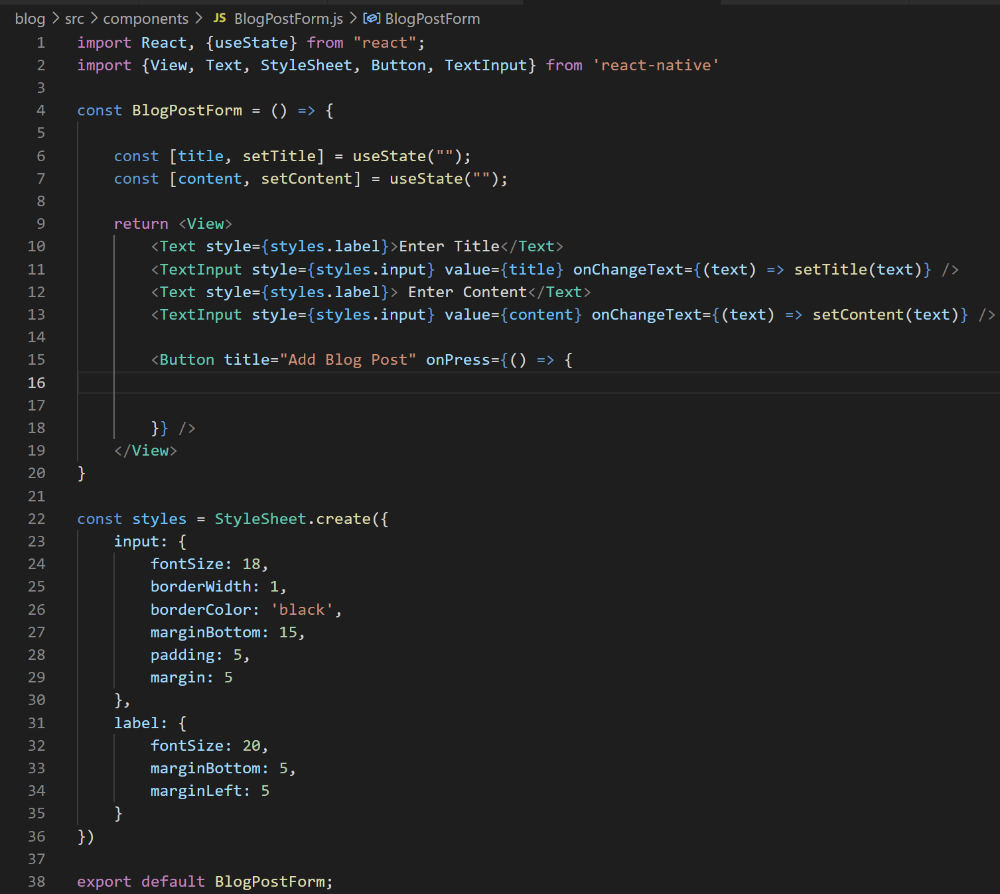 blog > src > components > JS BlogPostForm.js > BlogPostForm
1 import React, {useState} from "react";
2 import {View, Text, StyleSheet, Button, TextInput} from 'react-native'
3
4 const BlogPostForm = () => {
5
6 const [title, setTitle] = useState("");
7 const [content, setContent] = useState("");
8
9 return <View>
10 <Text style={styles.label}>Enter Title</Text>
11 <TextInput style={styles.input} value={title} onChangeText={(text) => setTitle(text)} />
12 <Text style={styles.label}> Enter Content</Text>
13 <TextInput style={styles.input} value={content} onChangeText={(text) => setContent(text)} />
14
15 <Button title="Add Blog Post" onPress={() => {
16
17
18 }} />
19 </View>
20 }
21
22 const styles = StyleSheet.create({
23 input: {
24 fontSize: 18,
25 borderWidth: 1,
26 borderColor: 'black',
27 marginBottom: 15,
28 padding: 5,
29 margin: 5
30 },
31 label: {
32 fontSize: 20,
33 marginBottom: 5,
34 marginLeft: 5
35 }
36 })
37
38 export default BlogPostForm;